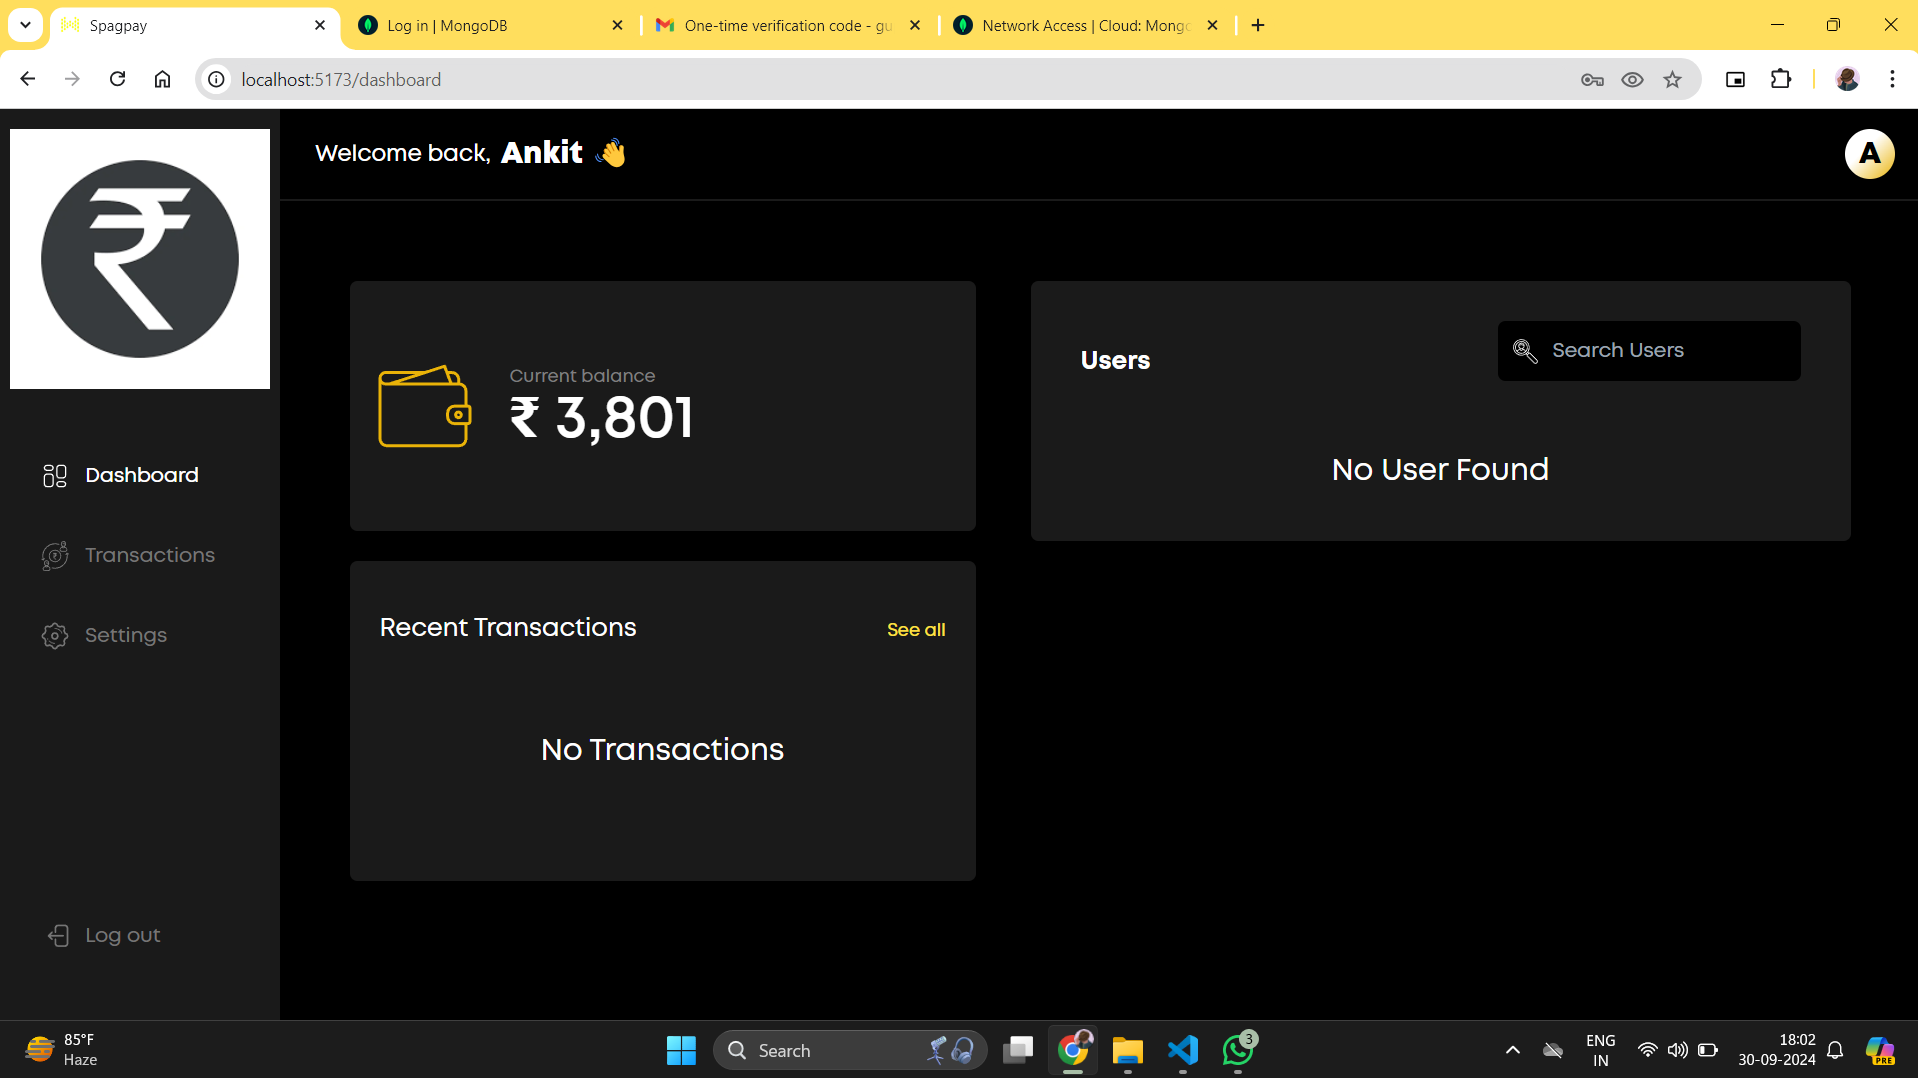 Spagpay
Log in | MongoDB
One-time verification code - gu
Network Access | Cloud: Mongo
localhost:5173/dashboard
₹
Welcome back, Ankit 👋
A
Current balance
₹ 3,801
Users
Search Users
No User Found
Dashboard
Transactions
Settings
Log out
Recent Transactions
See all
No Transactions
85°F
Haze
Search
3
ENG
IN
18:02
30-09-2024
PRE